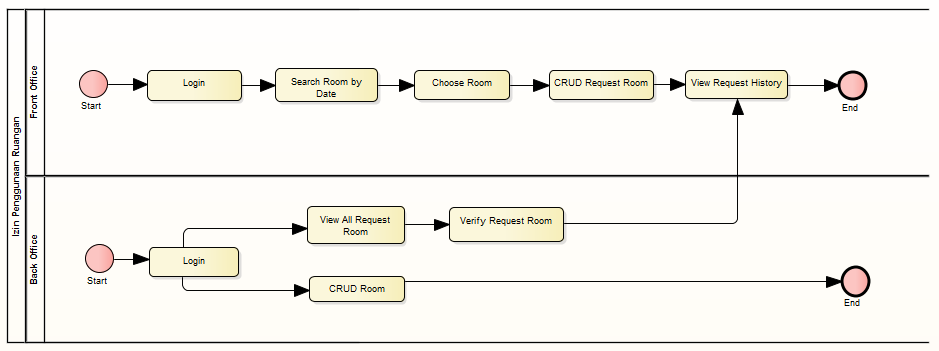 Izin Penggunaan Ruangan
Front Office
Start
Login
Search Room by
Date
Choose Room
CRUD Request Room
View Request History
End
Back Office
Start
Login
View All Request
Room
Verify Request Room
CRUD Room
End